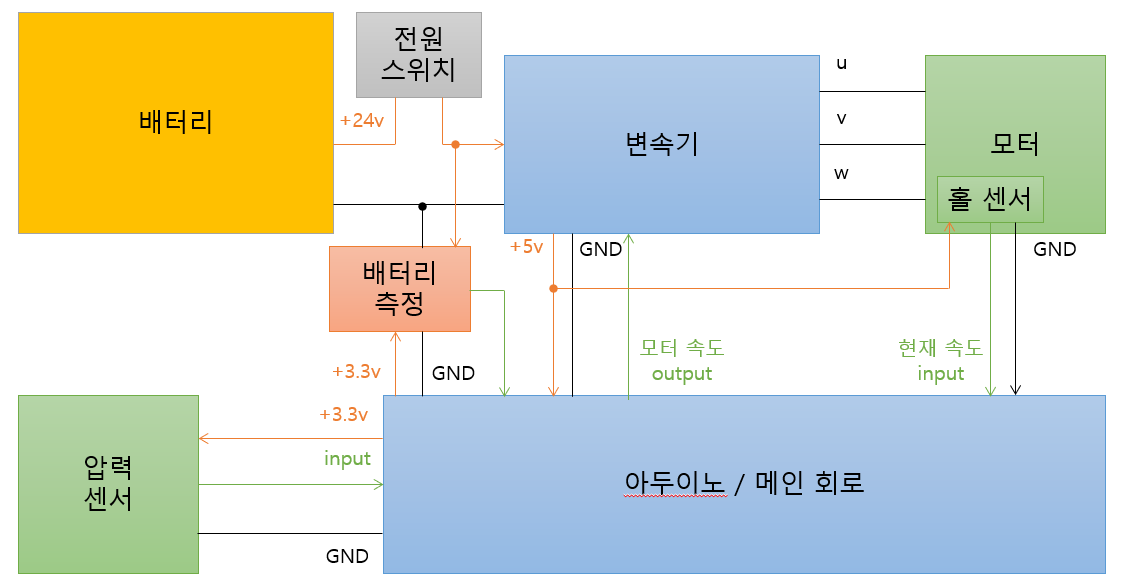 전원
스위치
배터리
+24v
변속기
u
v
w
모터
홀 센서
+5v
GND
GND
배터리
측정
모터 속도
output
현재 속도
input
+3.3v
GND
+3.3v
input
압력
센서
GND
아두이노 / 메인 회로